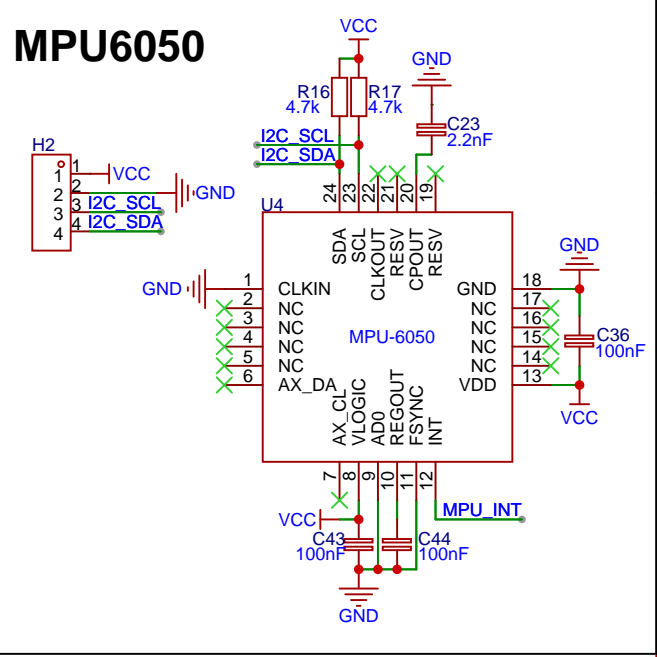 MPU6050
VCC
GND
R16
4.7k
R17
4.7k
C23
2.2nF
I2C_SCL
I2C_SDA
H2
1
2
3
4
1
2
3
4
VCC
GND
I2C_SCL
I2C_SDA
U4
24
23
22
21
20
19
SDA
SCL
CLKOUT
RESV
CPOUT
RESV
GND
1
2
3
4
5
6
CLKIN
NC
NC
NC
NC
AX_DA
MPU-6050
GND
NC
NC
NC
NC
VDD
18
17
16
15
14
13
GND
C36
100nF
VCC
AX_CL
VLOGIC
AD0
REGOUT
FSYNC
INT
7
8
9
10
11
12
MPU_INT
VCC
C43
100nF
C44
100nF
GND